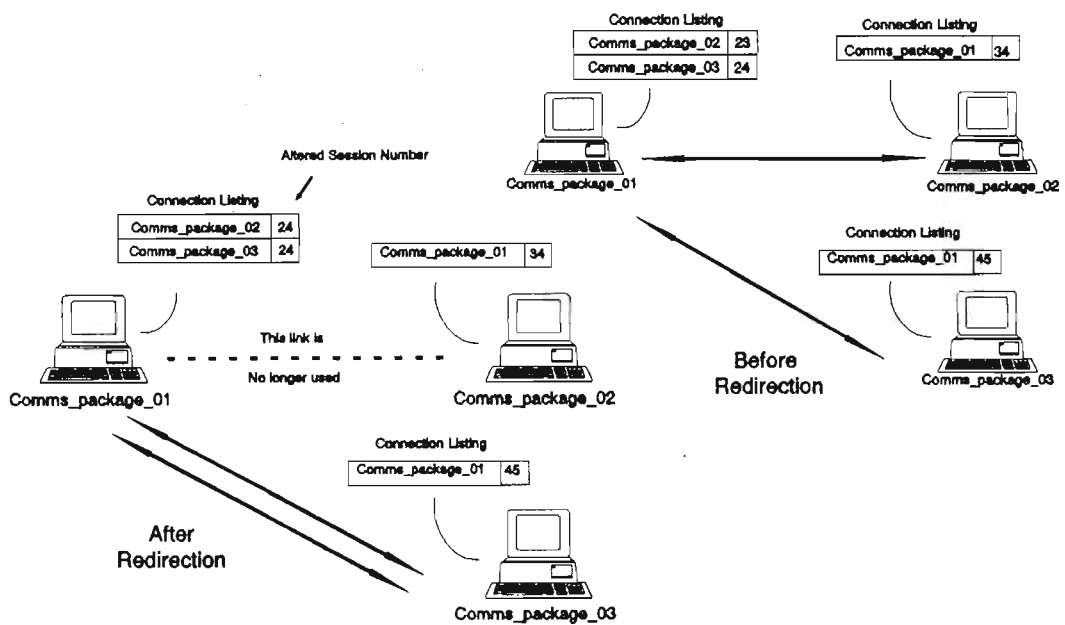 Connection Listing
Comms_package_02 23
Comms_package_03 24
Comms_package_01
Connection Listing
Comms_package_01 34
Comms_package_02
Connection Listing
Comms_package_01 45
Comms_package_03
Before
Redirection
Altered Session Number
Connection Listing
Comms_package_02 24
Comms_package_03 24
Comms_package_01
Comms_package_01 34
Comms_package_02
This link is
No longer used
Connection Listing
Comms_package_01 45
Comms_package_03
After
Redirection